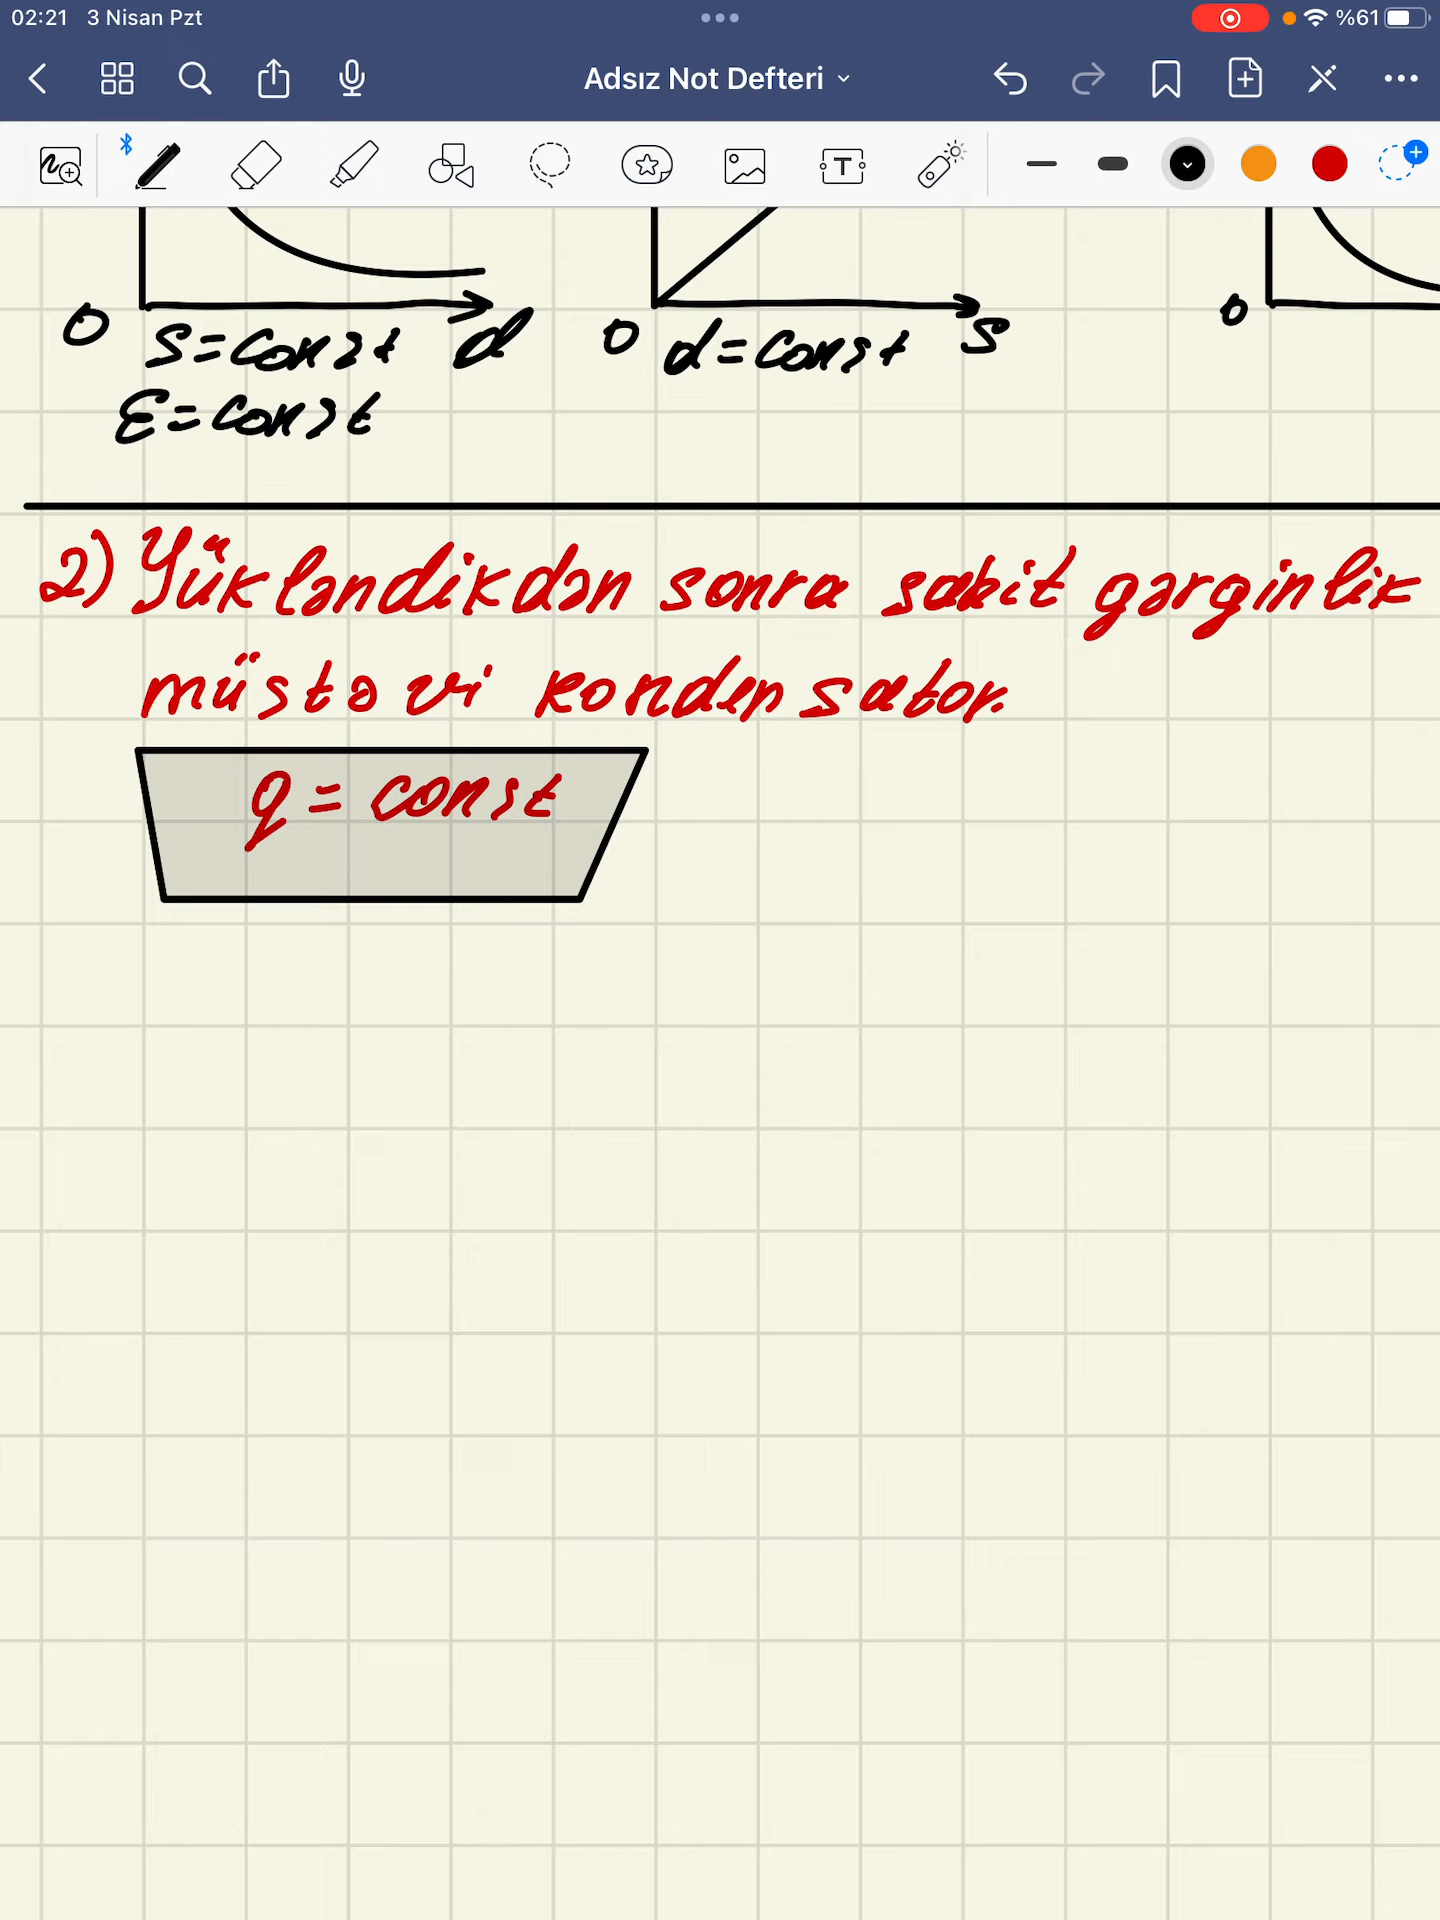 02:21 3 Nisan Pzt %61
Adsız Not Defteri
T
0 S=const d 0 d=const S 0
ε=const
2) Yükləndikdən sonra sabit gərginlik
müstəvi kondensator.
q = const